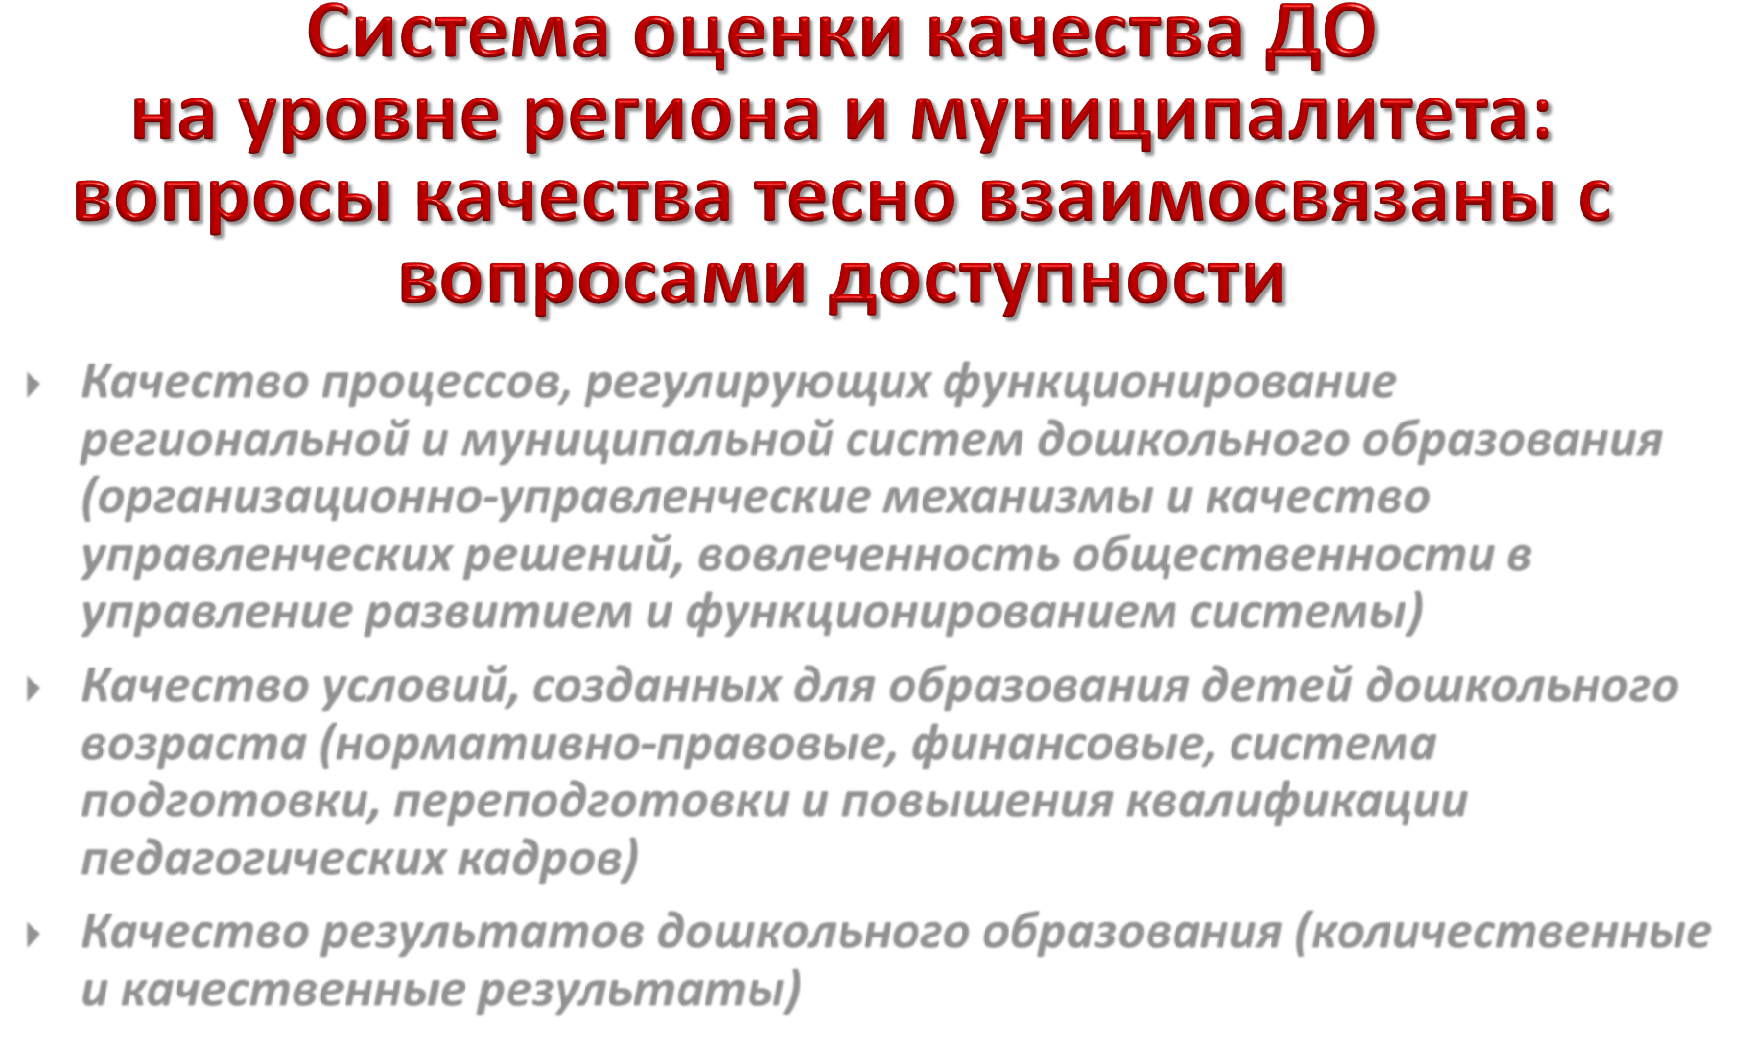 Система оценки качества ДО
на уровне региона и муниципалитета:
вопросы качества тесно взаимосвязаны с
вопросами доступности
Качество процессов, регулирующих функционирование
региональной и муниципальной систем дошкольного образования
(организационно-управленческие механизмы и качество
управленческих решений, вовлеченность общественности в
управление развитием и функционированием системы)
Качество условий, созданных для образования детей дошкольного
возраста (нормативно-правовые, финансовые, система
подготовки, переподготовки и повышения квалификации
педагогических кадров)
Качество результатов дошкольного образования (количественные
и качественные результаты)